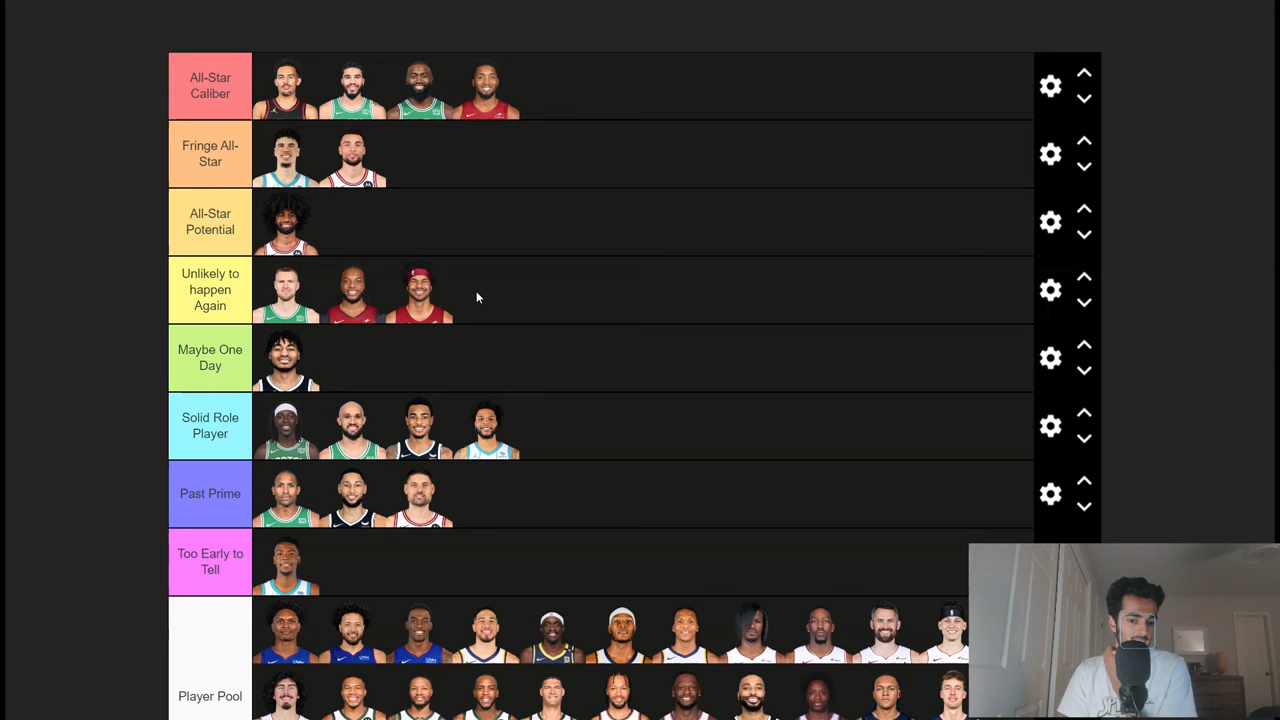 All-Star
Caliber
Fringe All-
Star
All-Star
Potential
Unlikely to
happen
Again
Maybe One
Day
Solid Role
Player
Past Prime
Too Early to
Tell
Player Pool